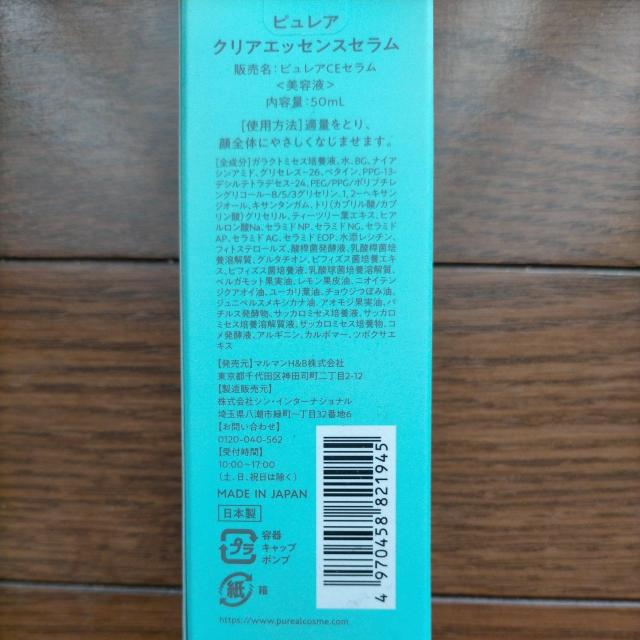 ピュレア
クリアエッセンスセラム
販売名:ピュレアCEセラム
<美容液>
内容量:50mL
[使用方法]適量をとり、
顔全体にやさしくなじませます。
[全成分]ガラクトミセス培養液、水、BG、ナイア
シンアミド、グリセレス-26、ベタイン、PPG-13-
デシルテトラデセス-24、PEG/PPG/ポリブチレ
ングリコール-8/5/3グリセリン、1,2-ヘキサン
ジオール、キサンタンガム、トリ(カプリル酸/カプ
リン酸)グリセリル、ティーツリー葉エキス、ヒア
ルロン酸Na、セラミドNP、セラミドNG、セラミド
AP、セラミドAG、セラミドEOP、水添レシチン、
フィトステロールズ、酸桿菌発酵液、乳酸桿菌培
養溶解質、グルタチオン、ビフィズス菌培養エキ
ス、ビフィズス菌培養液、乳酸球菌培養溶解質、
ベルガモット果実油、レモン果皮油、ニオイテン
ジクアオイ油、ユーカリ葉油、チョウジつぼみ油、
ジュニペルスメキシカナ油、アオモジ果実油、バ
チルス発酵物、サッカロミセス培養液、サッカロ
ミセス培養溶解質液、サッカロミセス培養物、コ
メ発酵液、アルギニン、カルボマー、ツボクサエ
キス
[発売元]マルマンH&B株式会社
東京都千代田区神田司町二丁目2-12
[製造販売元]
株式会社シン・インターナショナル
埼玉県八潮市緑町一丁目32番地6
[お問い合わせ]
0120-040-562
[受付時間]
10:00~17:00
(土、日、祝日は除く)
MADE IN JAPAN
日本製
プラ
容器
キャップ
ポンプ
紙
箱
4 970458 821945
https://www.purealcosme.com